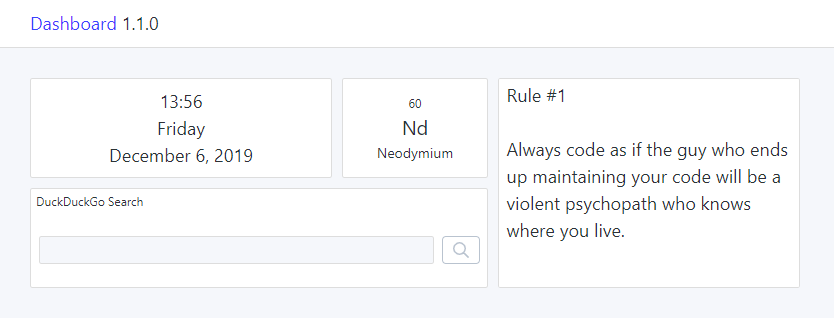 Dashboard 1.1.0
13:56
Friday
December 6, 2019
60
Nd
Neodymium
Rule #1
Always code as if the guy who ends
up maintaining your code will be a
violent psychopath who knows
where you live.
DuckDuckGo Search